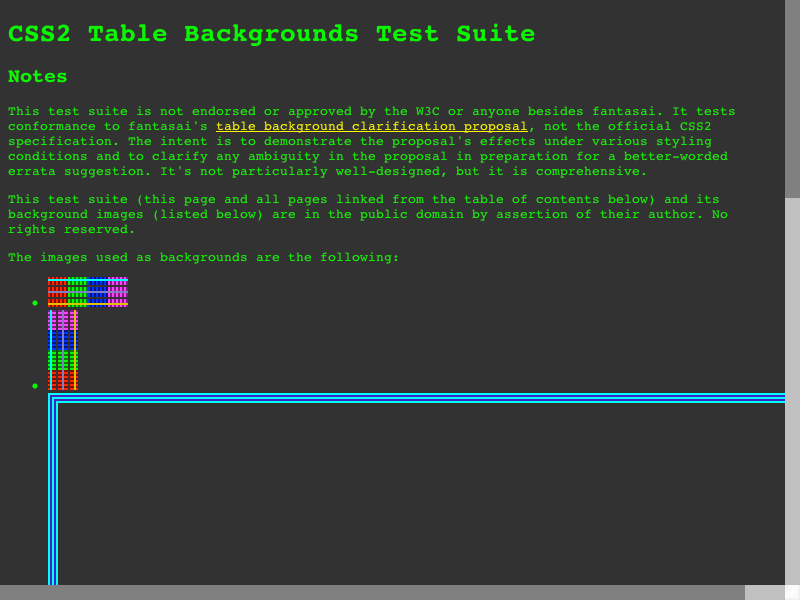 CSS2 Table Backgrounds Test Suite
Notes
This test suite is not endorsed or approved by the W3C or anyone besides fantasai. It tests
conformance to fantasai's table background clarification proposal, not the official CSS2
specification. The intent is to demonstrate the proposal's effects under various styling
conditions and to clarify any ambiguity in the proposal in preparation for a better-worded
errata suggestion. It's not particularly well-designed, but it is comprehensive.
This test suite (this page and all pages linked from the table of contents below) and its
background images (listed below) are in the public domain by assertion of their author. No
rights reserved.
The images used as backgrounds are the following: